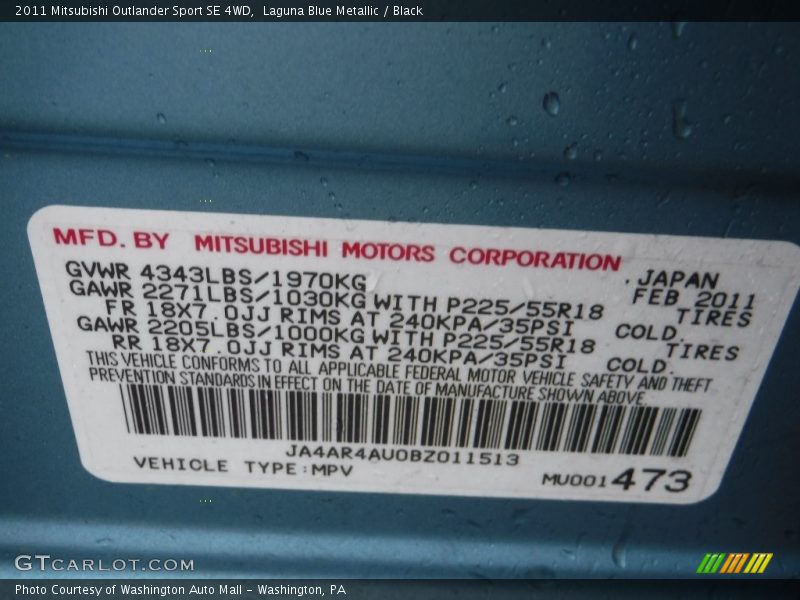 2011 Mitsubishi Outlander Sport SE 4WD,  Laguna Blue Metallic / Black
MFD. BY MITSUBISHI MOTORS CORPORATION
GVWR 4343LBS/1970KG .JAPAN
GAWR 2271LBS/1030KG WITH P225/55R18 FEB 2011
FR 18X7.0JJ RIMS AT 240KPA/35PSI TIRES
GAWR 2205LBS/1000KG WITH P225/55R18 COLD.
RR 18X7.0JJ RIMS AT 240KPA/35PSI TIRES
COLD.
THIS VEHICLE CONFORMS TO ALL APPLICABLE FEDERAL MOTOR VEHICLE SAFETY AND THEFT
PREVENTION STANDARDS IN EFFECT ON THE DATE OF MANUFACTURE SHOWN ABOVE.
JA4AR4AU0BZ011513
VEHICLE TYPE:MPV MU001473
GTCARLOT.COM
Photo Courtesy of Washington Auto Mall – Washington, PA